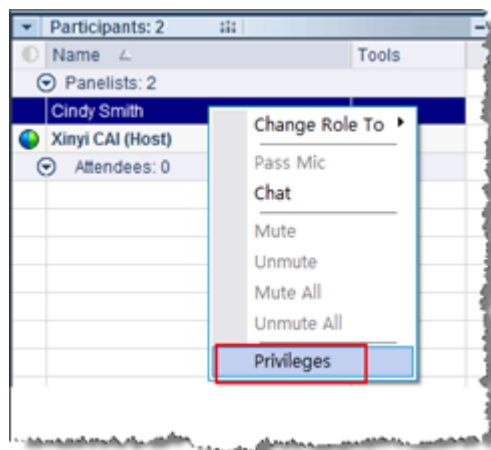 Participants: 2
Name Tools
Panelists: 2
Cindy Smith
Xinyi CAI (Host)
Attendees: 0
Change Role To
Pass Mic
Chat
Mute
Unmute
Mute All
Unmute All
Privileges